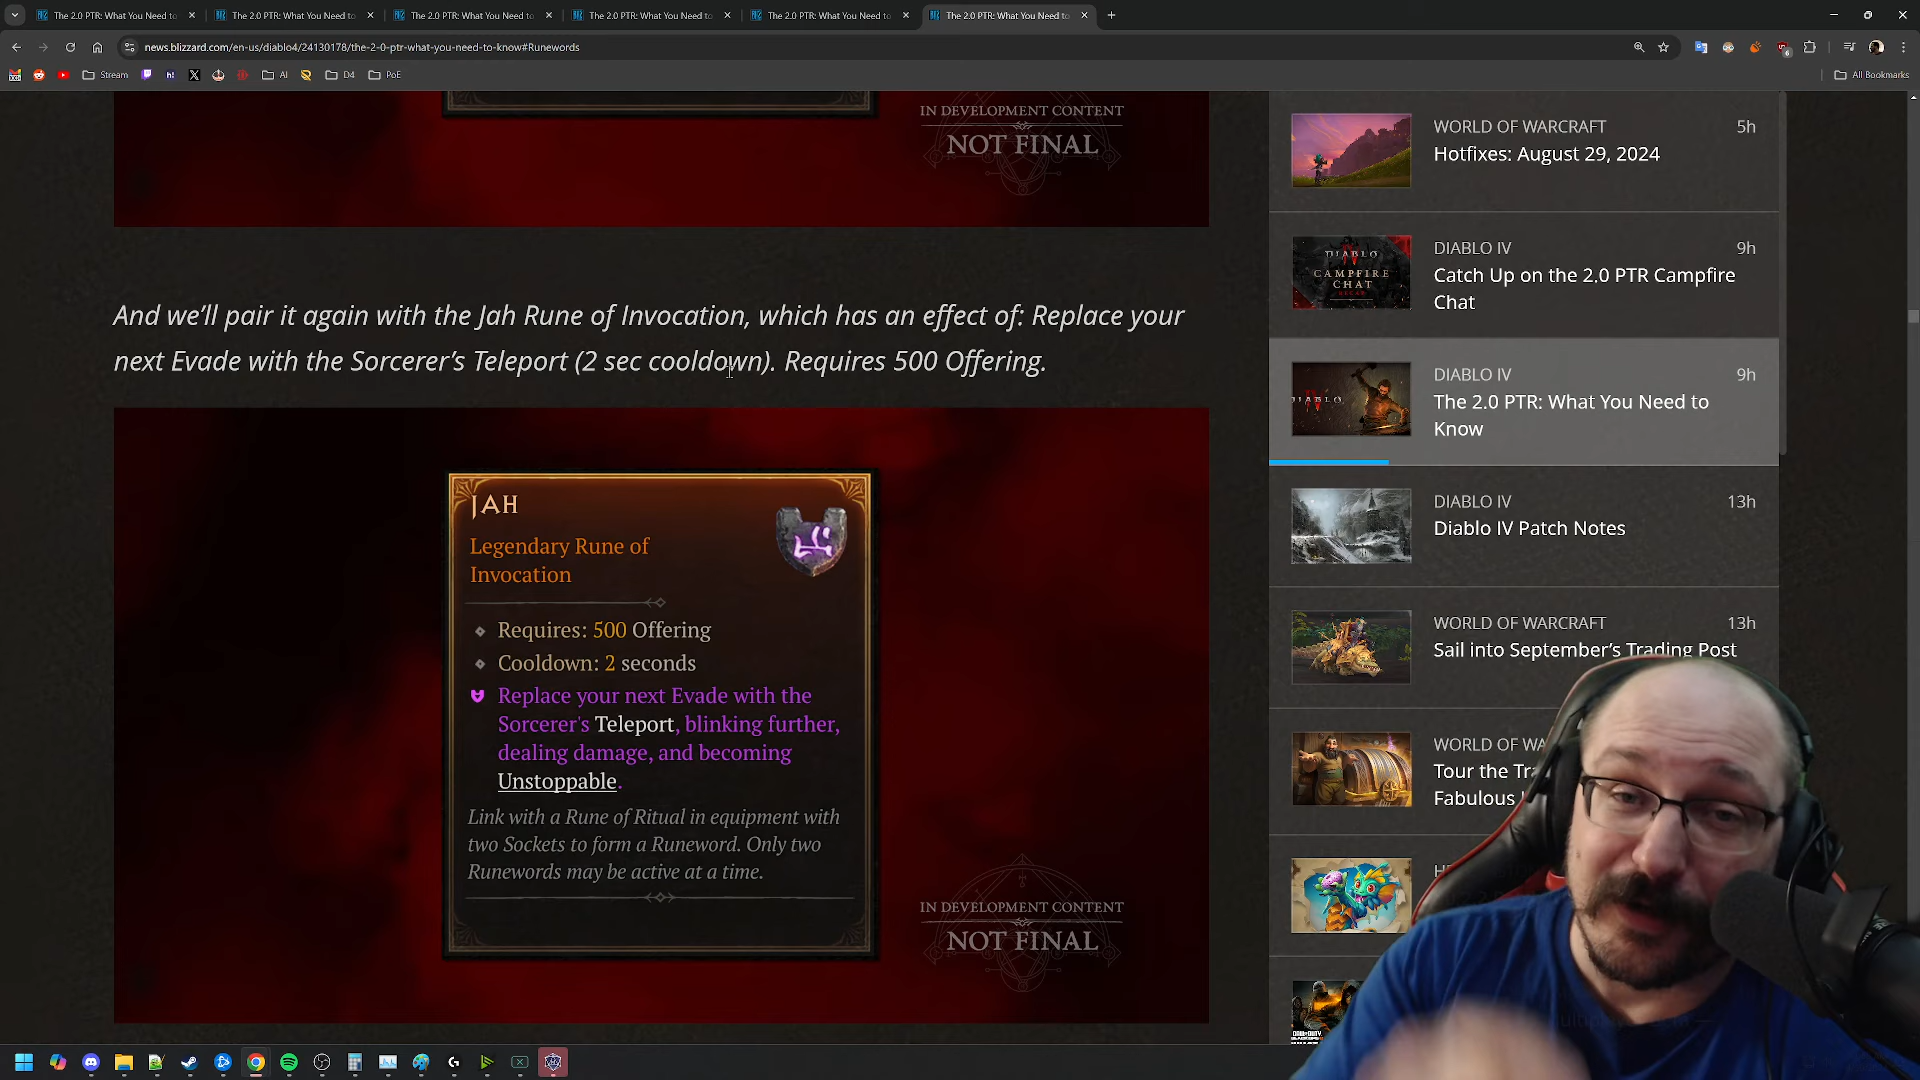 The 2.0 PTR: What You Need to
The 2.0 PTR: What You Need to
The 2.0 PTR: What You Need to
The 2.0 PTR: What You Need to
The 2.0 PTR: What You Need to
The 2.0 PTR: What You Need to
news.blizzard.com/en-us/diablo4/24130178/the-2-0-ptr-what-you-need-to-know#Runewords
Stream
AI
D4
PoE
All Bookmarks
IN DEVELOPMENT CONTENT
NOT FINAL
And we’ll pair it again with the Jah Rune of Invocation, which has an effect of: Replace your
next Evade with the Sorcerer’s Teleport (2 sec cooldown). Requires 500 Offering.
JAH
Legendary Rune of
Invocation
Requires: 500 Offering
Cooldown: 2 seconds
Replace your next Evade with the
Sorcerer's Teleport, blinking further,
dealing damage, and becoming
Unstoppable.
Link with a Rune of Ritual in equipment with
two Sockets to form a Runeword. Only two
Runewords may be active at a time.
IN DEVELOPMENT CONTENT
NOT FINAL
WORLD OF WARCRAFT 5h
Hotfixes: August 29, 2024
DIABLO IV 9h
Catch Up on the 2.0 PTR Campfire
Chat
DIABLO IV
CAMPFIRE
CHAT
DIABLO IV 9h
The 2.0 PTR: What You Need to
Know
DIABLO IV 13h
Diablo IV Patch Notes
WORLD OF WARCRAFT 13h
Sail into September’s Trading Post
WORLD OF WA
Tour the Tra
Fabulous